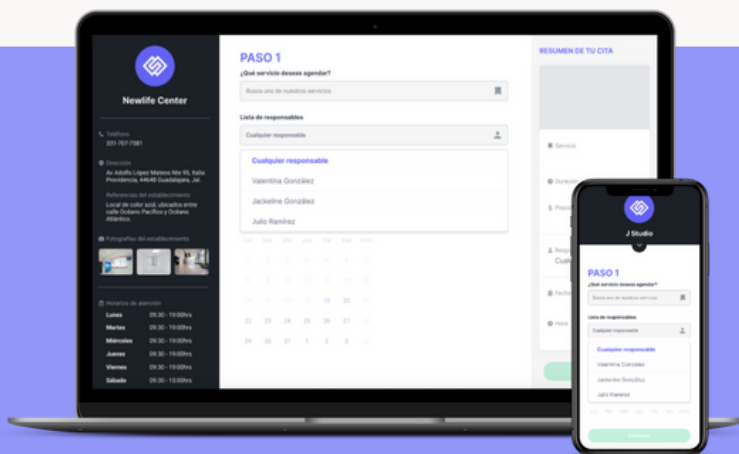 Newlife Center
Teléfono
331-707-7981
Dirección
Av Adolfo López Mateos Nte 95, Italia
Providencia, 44648 Guadalajara, Jal.
Referencias del establecimiento
Local de color azul, ubicados entre
calle Océano Pacífico y Océano
Atlántico.
Fotografías del establecimiento
Horarios de atención
Lunes 09:30 - 19:00hrs
Martes 09:30 - 19:00hrs
Miércoles 09:30 - 19:00hrs
Jueves 09:30 - 19:00hrs
Viernes 09:30 - 19:00hrs
Sábado 09:30 - 15:00hrs
PASO 1
¿Qué servicio deseas agendar?
Busca uno de nuestros servicios
Lista de responsables
Cualquier responsable
Cualquier responsable
Valentina González
Jackeline González
Julio Ramírez
19 20
22 23 24 25 26 27
29 30 31 1 2 3
RESUMEN DE TU CITA
Servicio
Duración
Fecha
Hora
J Studio
PASO 1
¿Qué servicio deseas agendar?
Busca uno de nuestros servicios
Lista de responsables
Cualquier responsable
Cualquier responsable
Valentina González
Jackeline González
Julio Ramírez